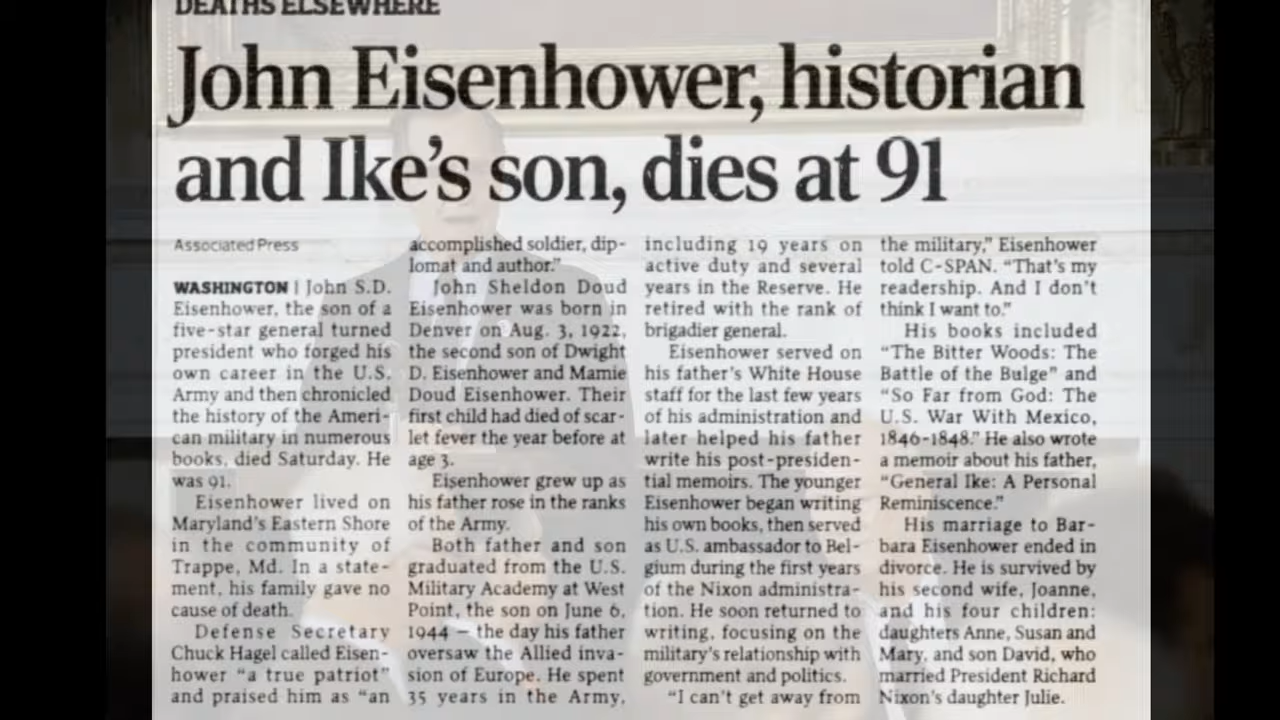 DEATHS ELSEWHERE
John Eisenhower, historian
and Ike's son, dies at 91
Associated Press
WASHINGTON | John S.D.
Eisenhower, the son of a
five-star general turned
president who forged his
own career in the U.S.
Army and then chronicled
the history of the Ameri-
can military in numerous
books, died Saturday. He
was 91.
Eisenhower lived on
Maryland's Eastern Shore
in the community of
Trappe, Md. In a state-
ment, his family gave no
cause of death.
Defense Secretary
Chuck Hagel called Eisen-
hower “a true patriot”
and praised him as “an
accomplished soldier, dip-
lomat and author.”
John Sheldon Doud
Eisenhower was born in
Denver on Aug. 3, 1922,
the second son of Dwight
D. Eisenhower and Mamie
Doud Eisenhower. Their
first child had died of scar-
let fever the year before at
age 3.
Eisenhower grew up as
his father rose in the ranks
of the Army.
Both father and son
graduated from the U.S.
Military Academy at West
Point, the son on June 6,
1944 — the day his father
oversaw the Allied inva-
sion of Europe. He spent
35 years in the Army,
including 19 years on
active duty and several
years in the Reserve. He
retired with the rank of
brigadier general.
Eisenhower served on
his father's White House
staff for the last few years
of his administration and
later helped his father
write his post-presiden-
tial memoirs. The younger
Eisenhower began writing
his own books, then served
as U.S. ambassador to Bel-
gium during the first years
of the Nixon administra-
tion. He soon returned to
writing, focusing on the
military's relationship with
government and politics.
“I can't get away from
the military,” Eisenhower
told C-SPAN. “That's my
readership. And I don't
think I want to.”
His books included
“The Bitter Woods: The
Battle of the Bulge” and
“So Far from God: The
U.S. War With Mexico,
1846-1848.” He also wrote
a memoir about his father,
“General Ike: A Personal
Reminiscence.”
His marriage to Bar-
bara Eisenhower ended in
divorce. He is survived by
his second wife, Joanne,
and his four children:
daughters Anne, Susan and
Mary, and son David, who
married President Richard
Nixon's daughter Julie.